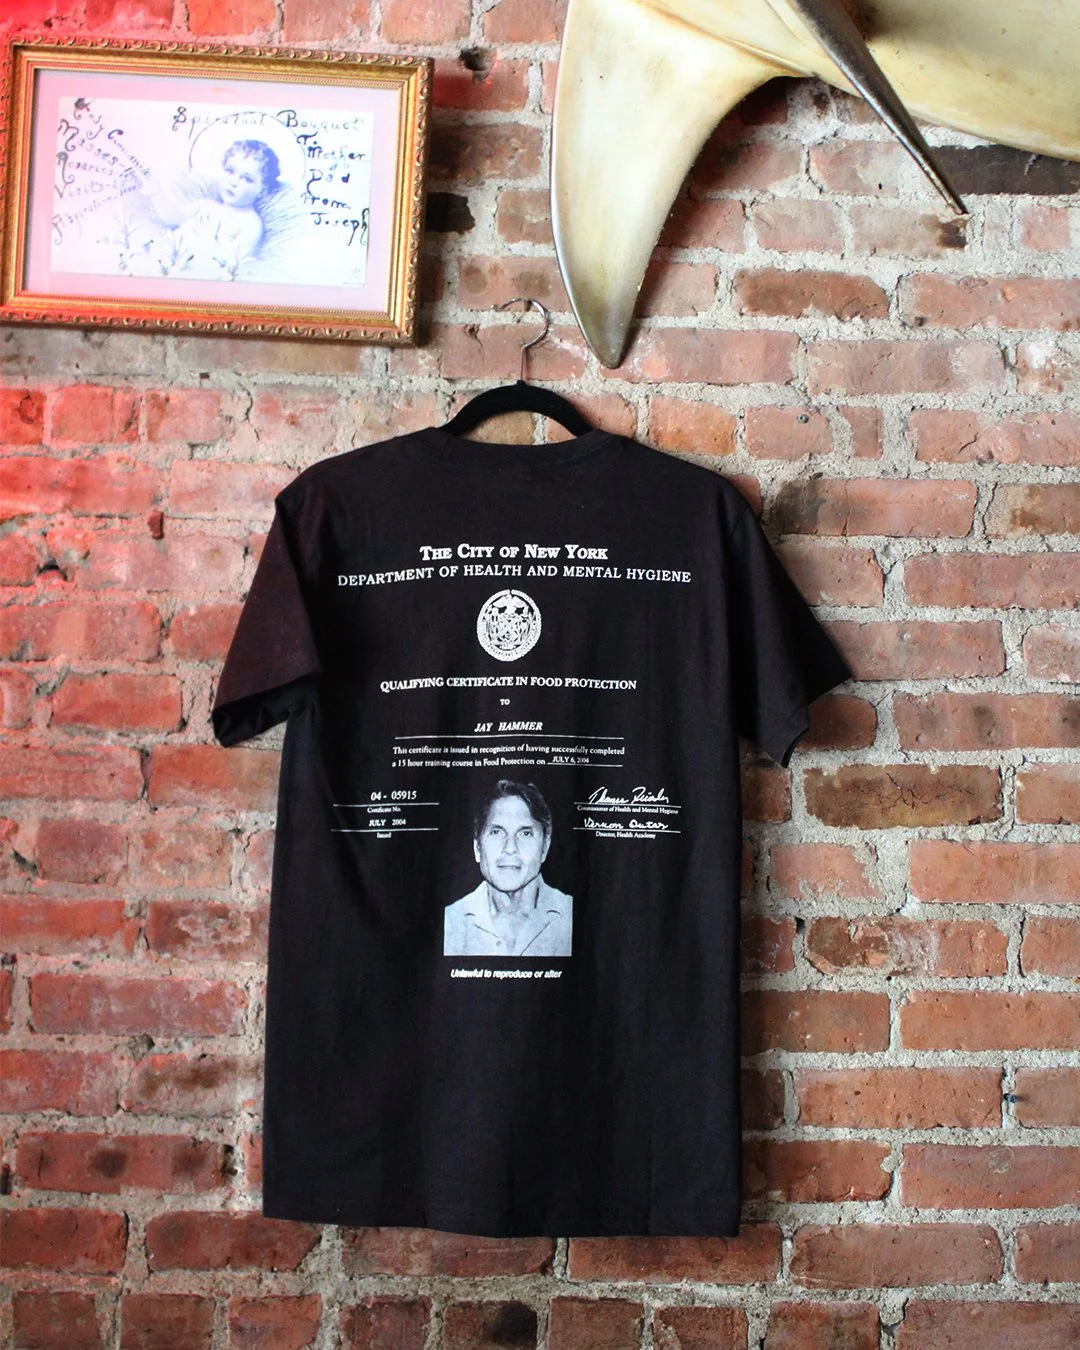 Spiritual Bouquet
To
Mother
Dad
From
Joseph
THE CITY OF NEW YORK
DEPARTMENT OF HEALTH AND MENTAL HYGIENE
QUALIFYING CERTIFICATE IN FOOD PROTECTION
TO
JAY HAMMER
This certificate is issued in recognition of having successfully completed
a 15 hour training course in Food Protection on JULY 6, 2004
04 - 05915
Certificate No.
JULY 2004
Issued
Commissioner of Health and Mental Hygiene
Director, Health Academy
Unlawful to reproduce or alter